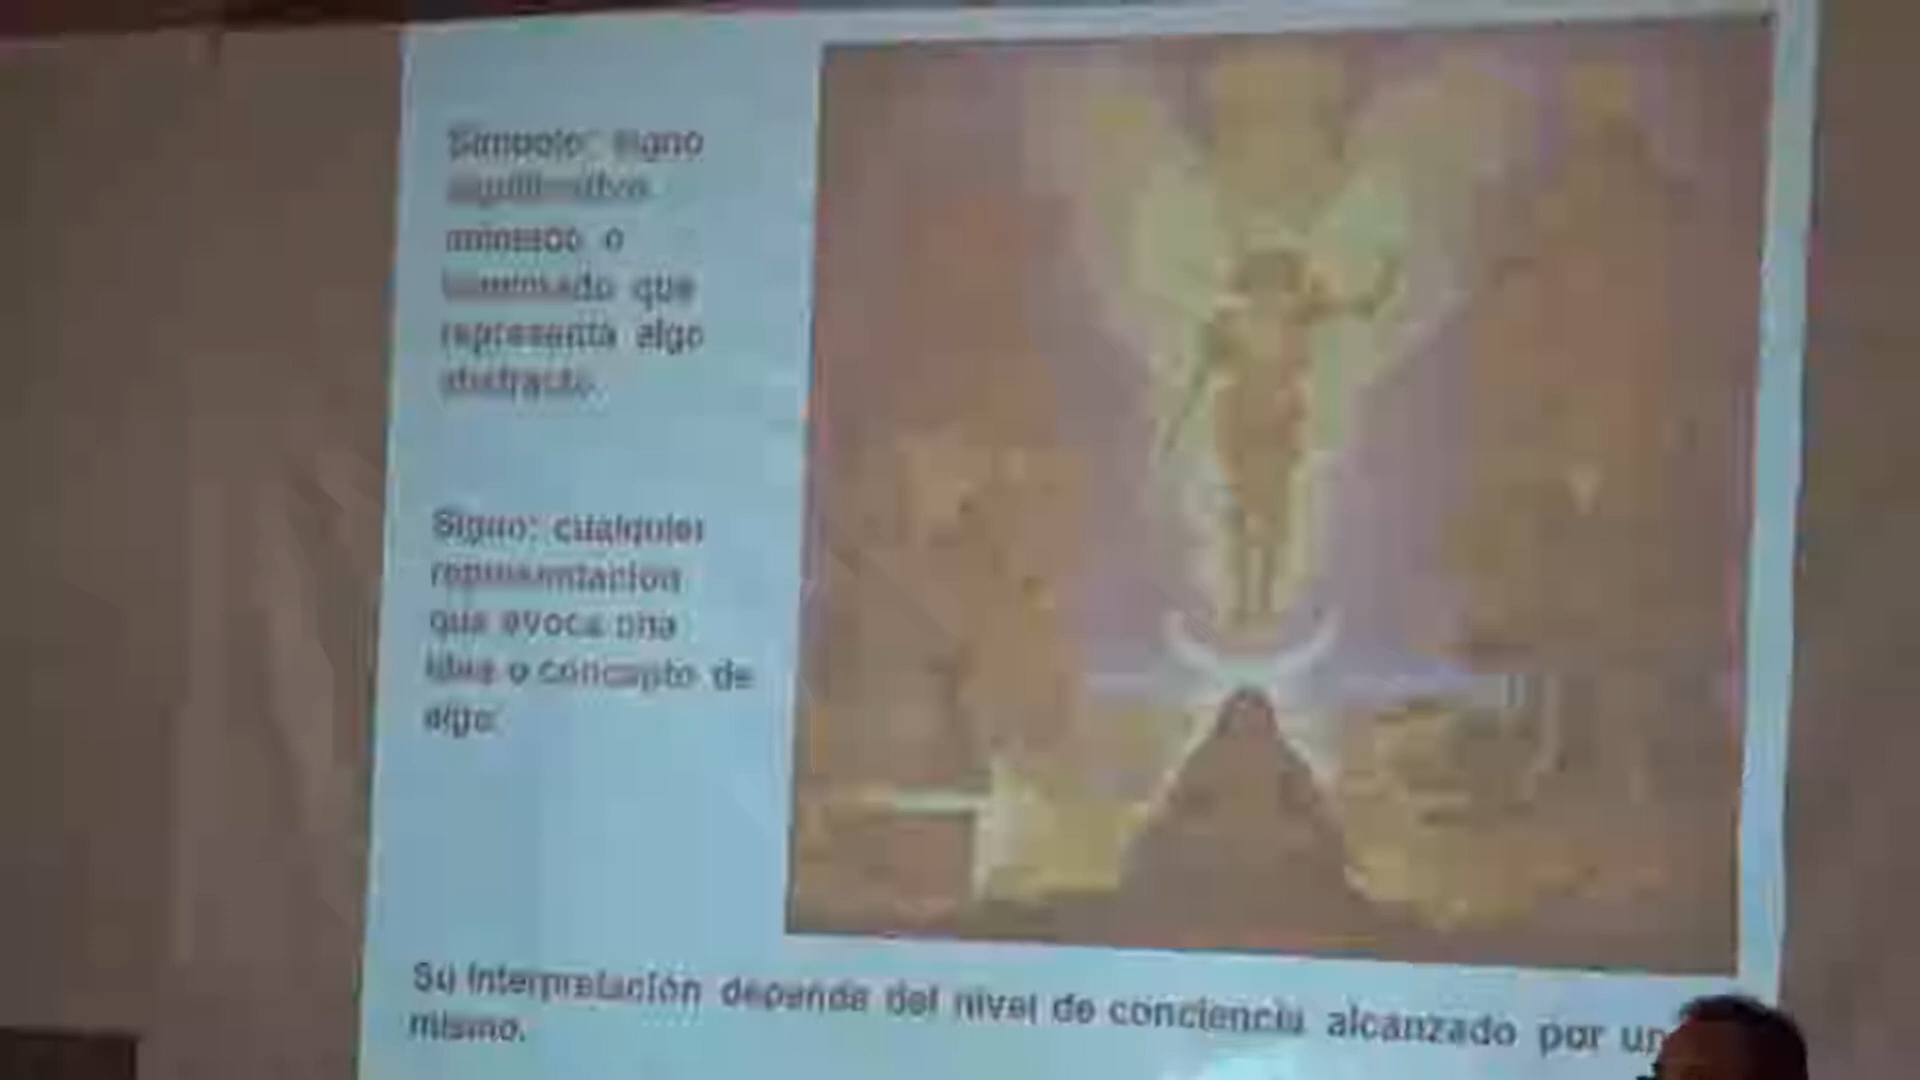 Símbolo: signo
o
que
representa algo
abstracto.
Signo: cualquier
representación
que evoca una
idea o concepto de
algo.
Su interpretación depende del nivel de conciencia alcanzado por
mismo.